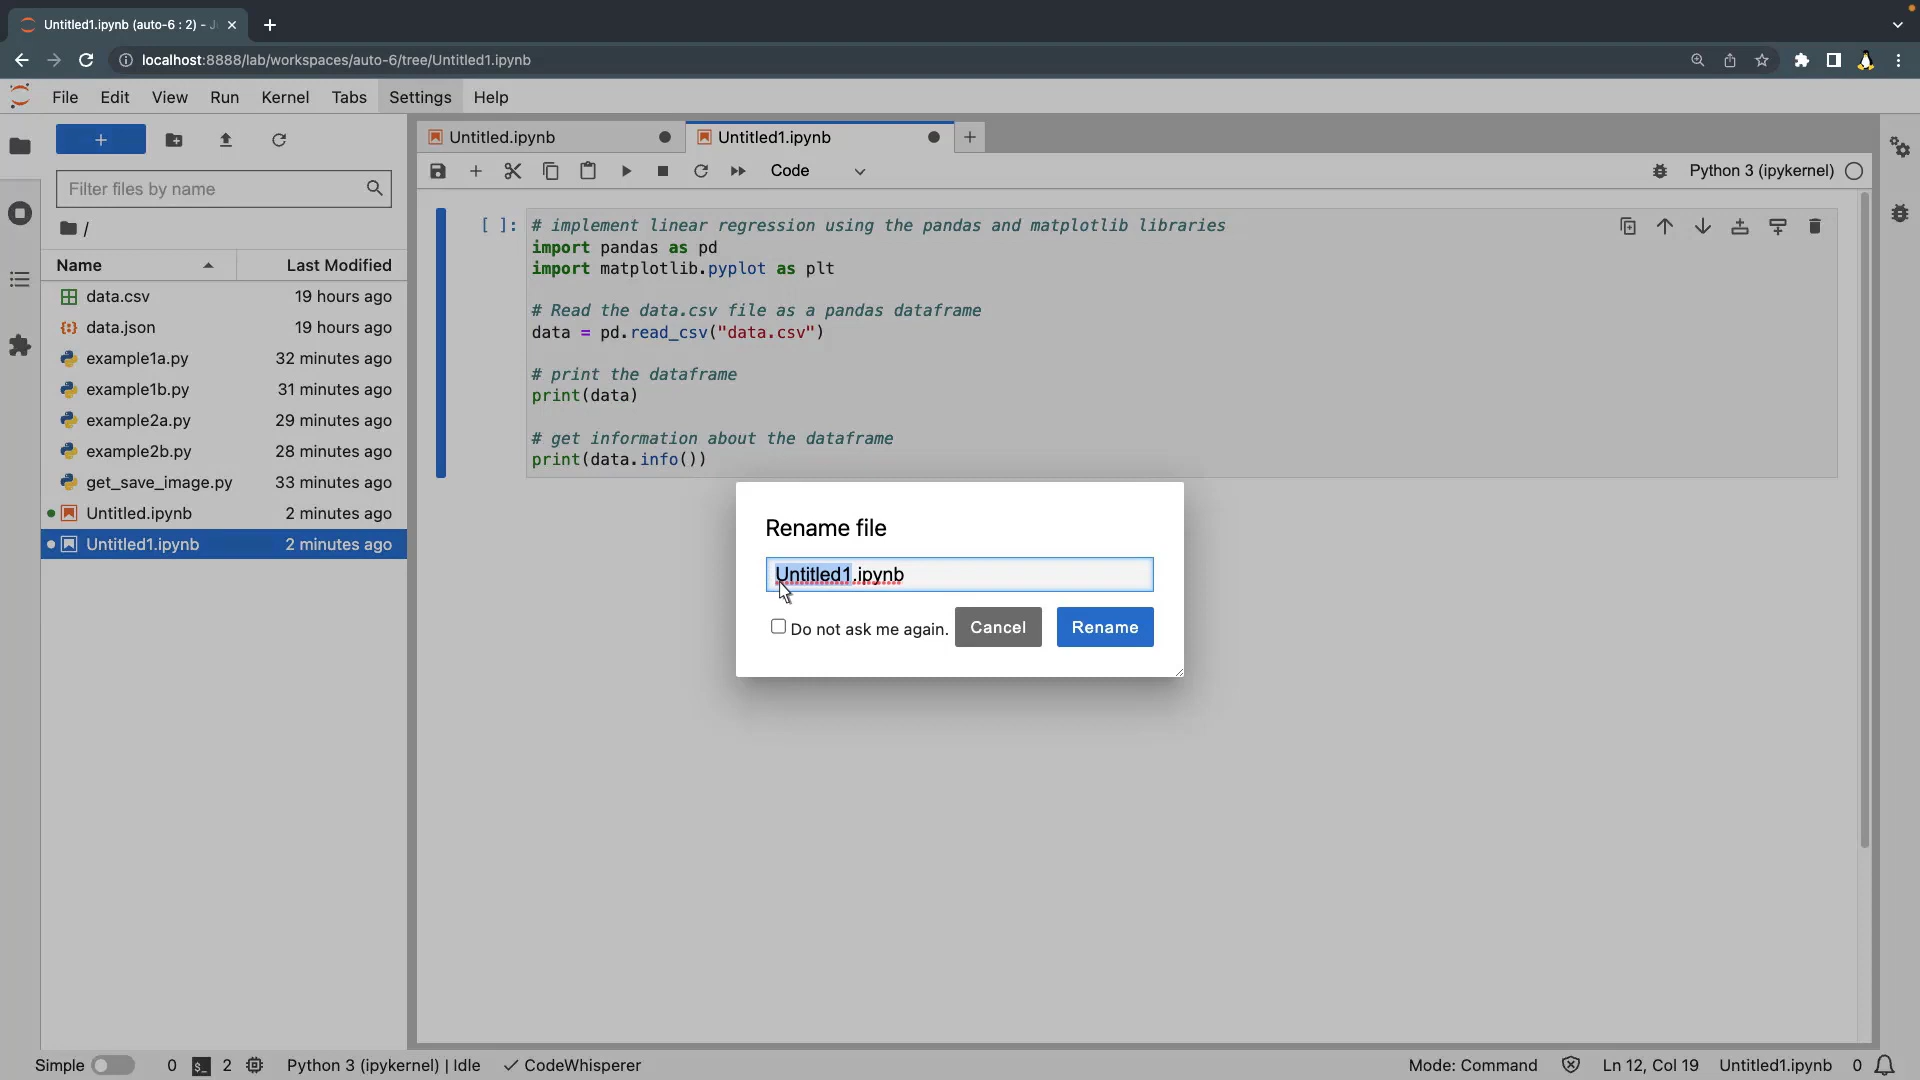 Untitled1.ipynb (auto-6 : 2) - J
localhost:8888/lab/workspaces/auto-6/tree/Untitled1.ipynb
File Edit View Run Kernel Tabs Settings Help
Filter files by name
/
Name Last Modified
data.csv 19 hours ago
data.json 19 hours ago
example1a.py 32 minutes ago
example1b.py 31 minutes ago
example2a.py 29 minutes ago
example2b.py 28 minutes ago
get_save_image.py 33 minutes ago
Untitled.ipynb 2 minutes ago
Untitled1.ipynb 2 minutes ago
Untitled.ipynb Untitled1.ipynb
Code Python 3 (ipykernel)
[ ]: # implement linear regression using the pandas and matplotlib libraries
import pandas as pd
import matplotlib.pyplot as plt
# Read the data.csv file as a pandas dataframe
data = pd.read_csv("data.csv")
# print the dataframe
print(data)
# get information about the dataframe
print(data.info())
Rename file
Untitled1.ipynb
Do not ask me again. Cancel Rename
Simple 0 $_ 2 Python 3 (ipykernel) | Idle ✓ CodeWhisperer Mode: Command Ln 12, Col 19 Untitled1.ipynb 0